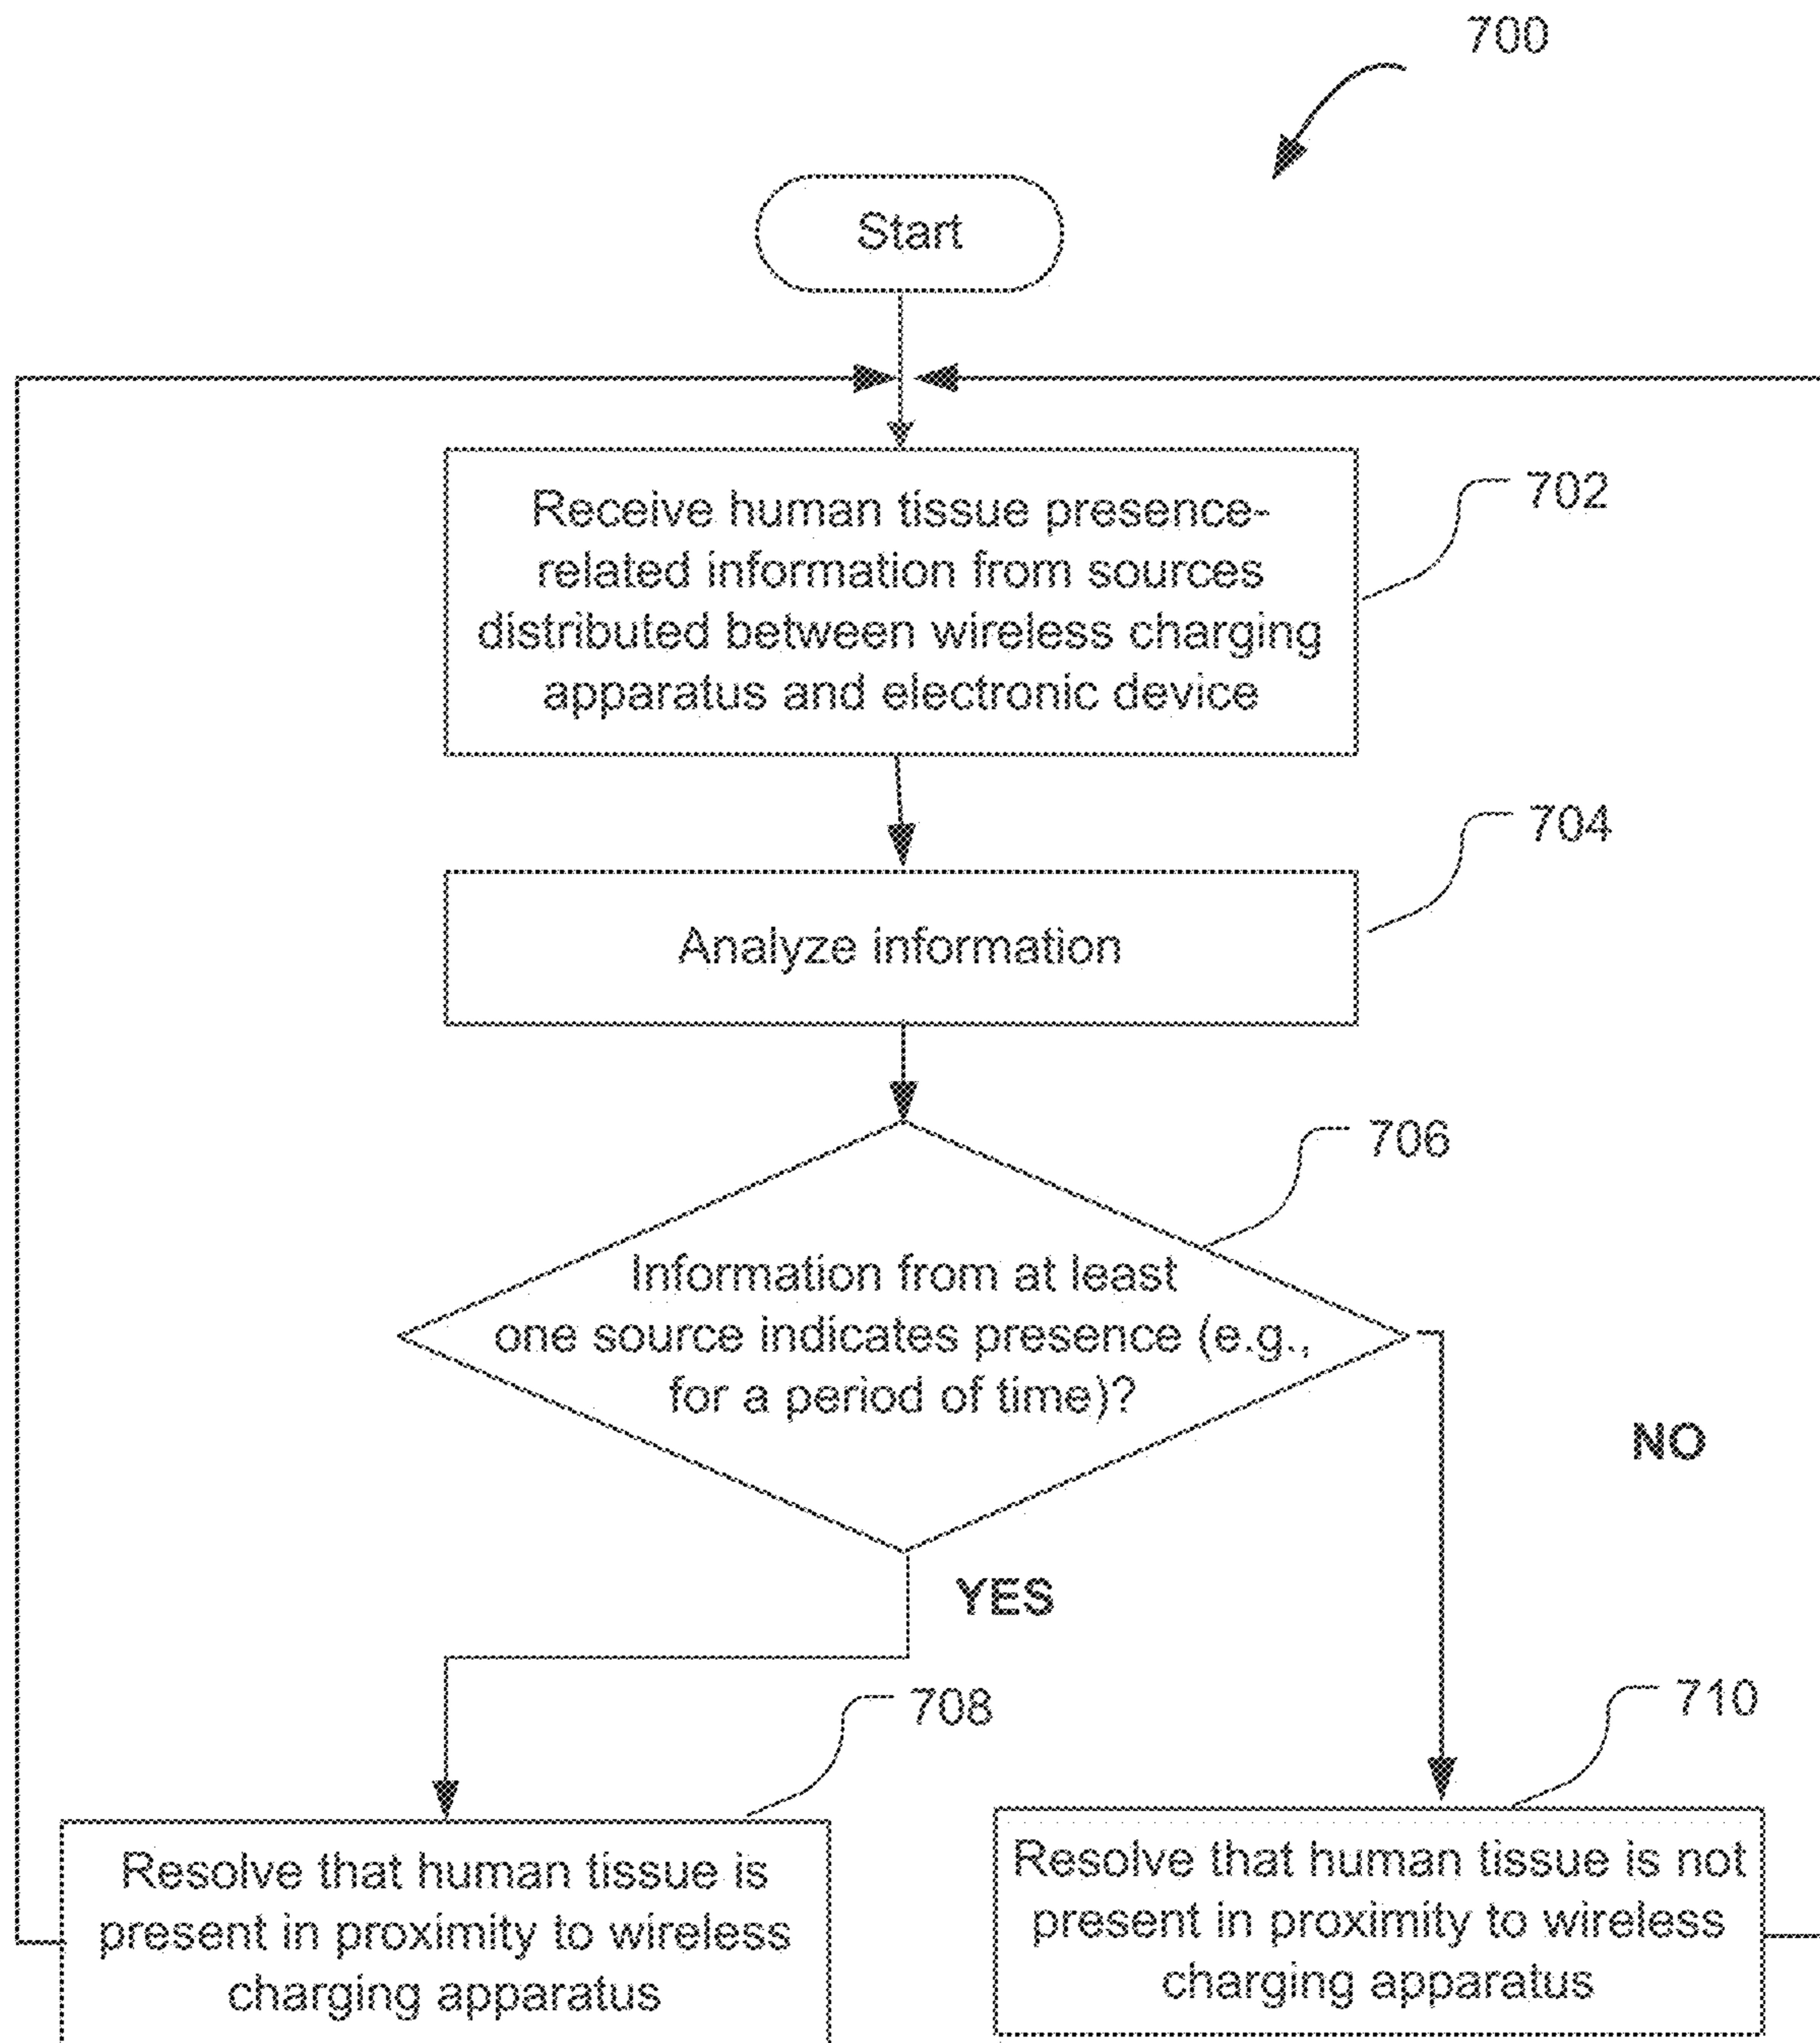 700
Start
Receive human tissue presence-
related information from sources
distributed between wireless charging
apparatus and electronic device
702
704
Analyze information
706
Information from at least
one source indicates presence (e.g.,
for a period of time)?
NO
YES
708
710
Resolve that human tissue is
present in proximity to wireless
charging apparatus
Resolve that human tissue is not
present in proximity to wireless
charging apparatus